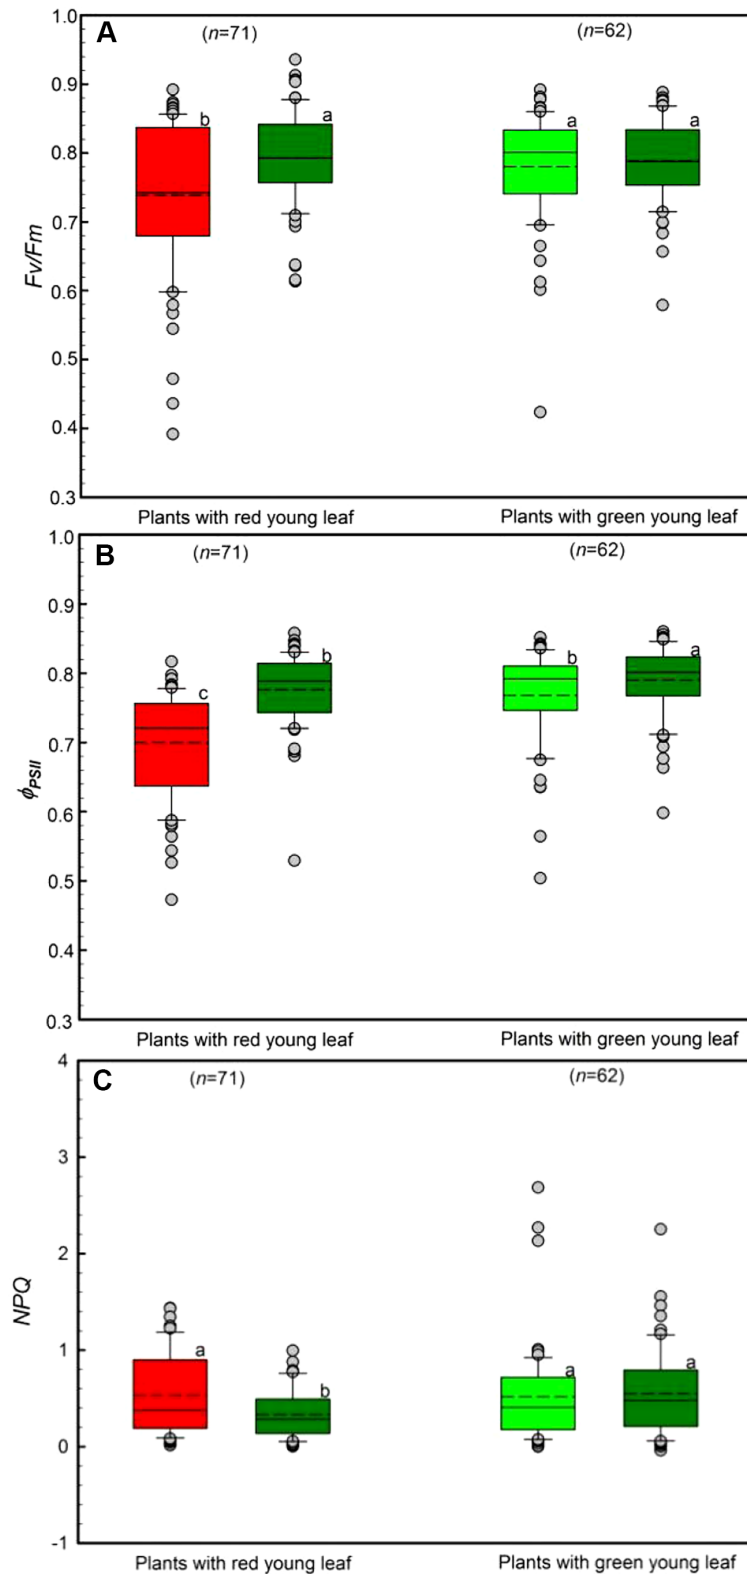 A
(n=71)
(n=62)
1.0
0.9
0.8
0.7
0.6
0.5
0.4
0.3
Fv/Fm
b
a
a
a
Plants with red young leaf
Plants with green young leaf
B
(n=71)
(n=62)
1.0
0.9
0.8
0.7
0.6
0.5
0.4
0.3
ϕPSII
c
b
b
a
Plants with red young leaf
Plants with green young leaf
C
(n=71)
(n=62)
4
3
2
1
0
-1
NPQ
a
b
a
a
Plants with red young leaf
Plants with green young leaf